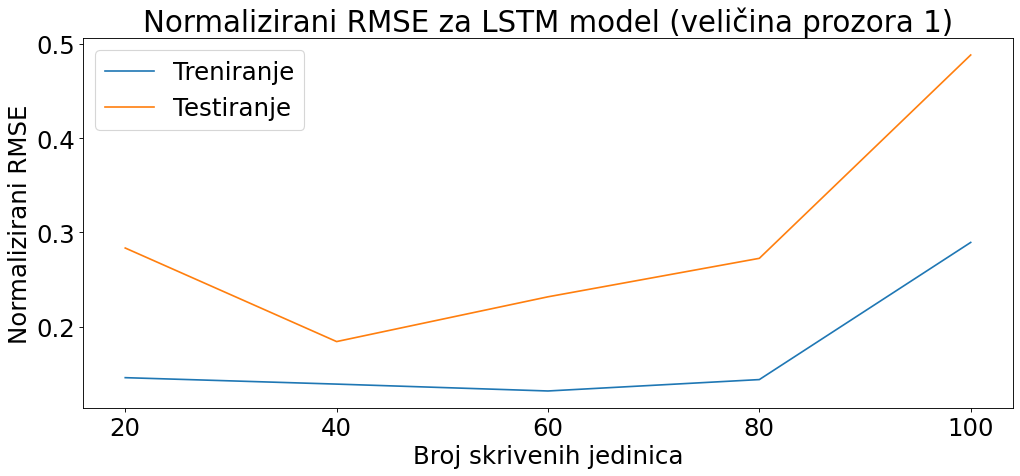 Normalizirani RMSE za LSTM model (veličina prozora 1)
Treniranje
Testiranje
Normalizirani RMSE
0.5
0.4
0.3
0.2
20 40 60 80 100
Broj skrivenih jedinica